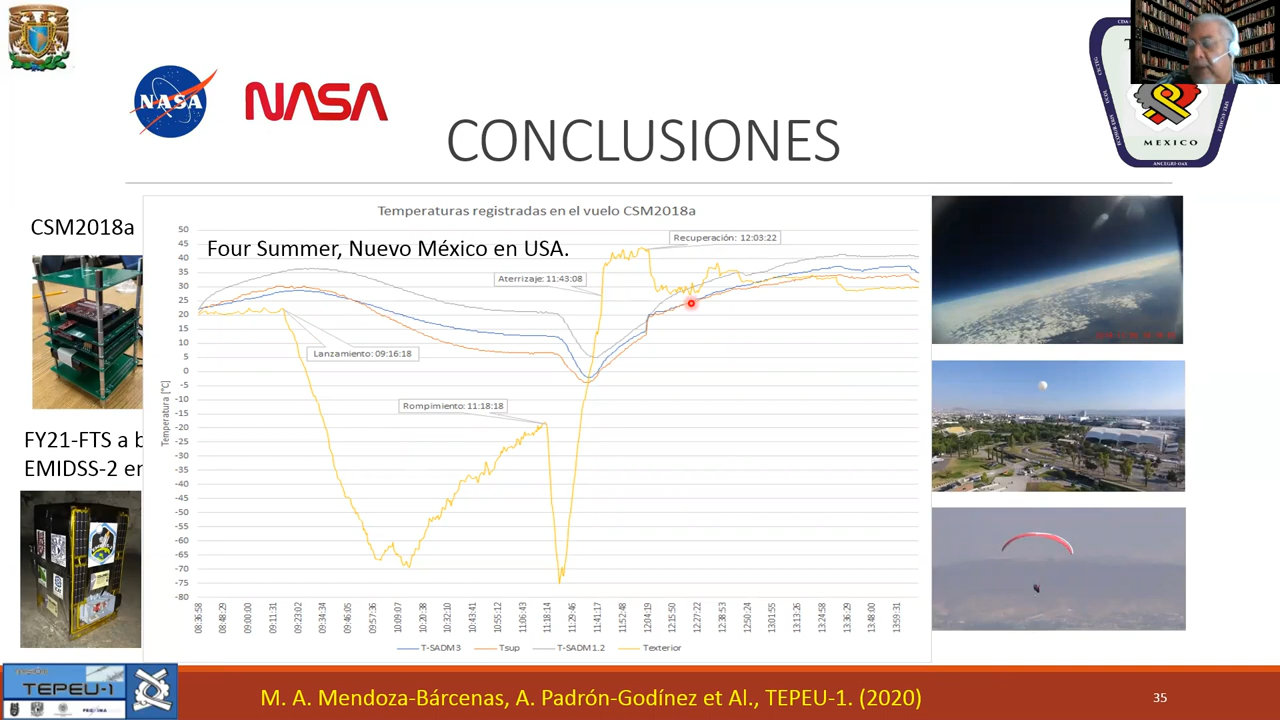 NASA
NASA
CONCLUSIONES
MEXICO
CSM2018a
Temperaturas registradas en el vuelo CSM2018a
Four Summer, Nuevo México en USA.
Recuperación: 12:03:22
Aterrizaje: 11:43:08
Lanzamiento: 09:16:18
Rompimiento: 11:18:18
Temperatura [°C]
50
45
40
35
30
25
20
15
10
5
0
-5
-10
-15
-20
-25
-30
-35
-40
-45
-50
-55
-60
-65
-70
-75
-80
08:36:58
08:48:29
09:00:00
09:11:31
09:23:02
09:34:34
09:46:05
09:57:36
10:09:07
10:20:38
10:32:10
10:43:41
10:55:12
11:06:43
11:18:14
11:29:46
11:41:17
11:52:48
12:04:19
12:15:50
12:27:22
12:38:53
12:50:24
13:01:55
13:13:26
13:24:58
13:36:29
13:48:00
13:59:31
T-SADM3
Tsup
T-SADM1.2
Texterior
FY21-FTS a b
EMIDSS-2 en
TEPEU-1
M. A. Mendoza-Bárcenas, A. Padrón-Godínez et Al., TEPEU-1. (2020)
35